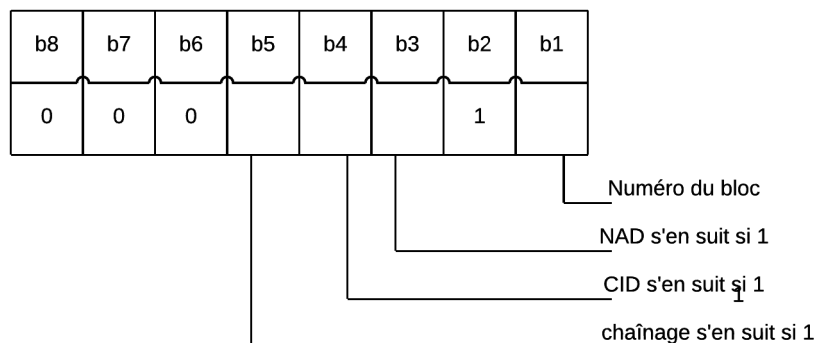 b8 b7 b6 b5 b4 b3 b2 b1
0 0 0 1
Numéro du bloc
NAD s'en suit si 1
CID s'en suit si 1
1
chaînage s'en suit si 1